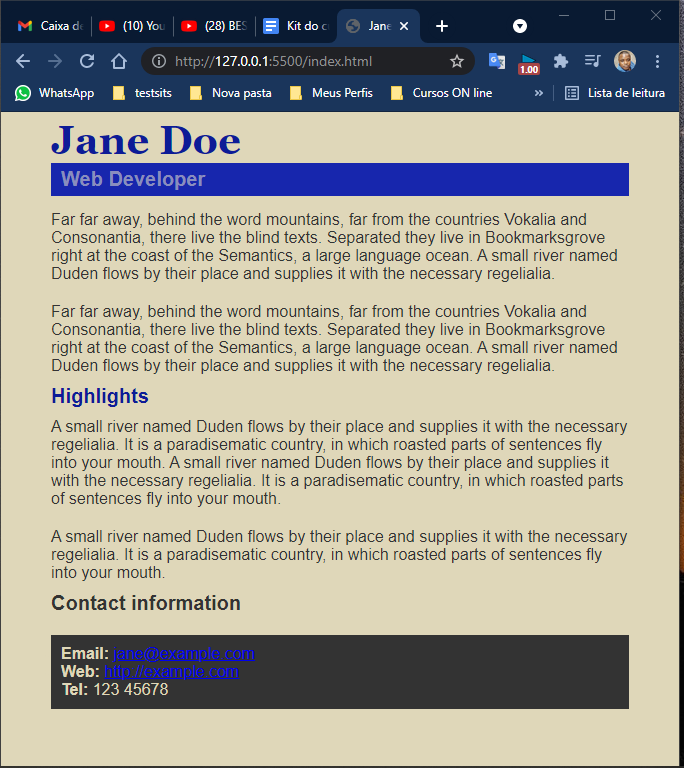 Caixa de
(10) You
(28) BES
Kit do c
Jane
http://127.0.0.1:5500/index.html
1.00
WhatsApp
testsits
Nova pasta
Meus Perfis
Cursos ON line
»
Lista de leitura
Jane Doe
Web Developer
Far far away, behind the word mountains, far from the countries Vokalia and
Consonantia, there live the blind texts. Separated they live in Bookmarksgrove
right at the coast of the Semantics, a large language ocean. A small river named
Duden flows by their place and supplies it with the necessary regelialia.
Far far away, behind the word mountains, far from the countries Vokalia and
Consonantia, there live the blind texts. Separated they live in Bookmarksgrove
right at the coast of the Semantics, a large language ocean. A small river named
Duden flows by their place and supplies it with the necessary regelialia.
Highlights
A small river named Duden flows by their place and supplies it with the necessary
regelialia. It is a paradisematic country, in which roasted parts of sentences fly
into your mouth. A small river named Duden flows by their place and supplies it
with the necessary regelialia. It is a paradisematic country, in which roasted parts
of sentences fly into your mouth.
A small river named Duden flows by their place and supplies it with the necessary
regelialia. It is a paradisematic country, in which roasted parts of sentences fly
into your mouth.
Contact information
Email: jane@example.com
Web: http://example.com
Tel: 123 45678